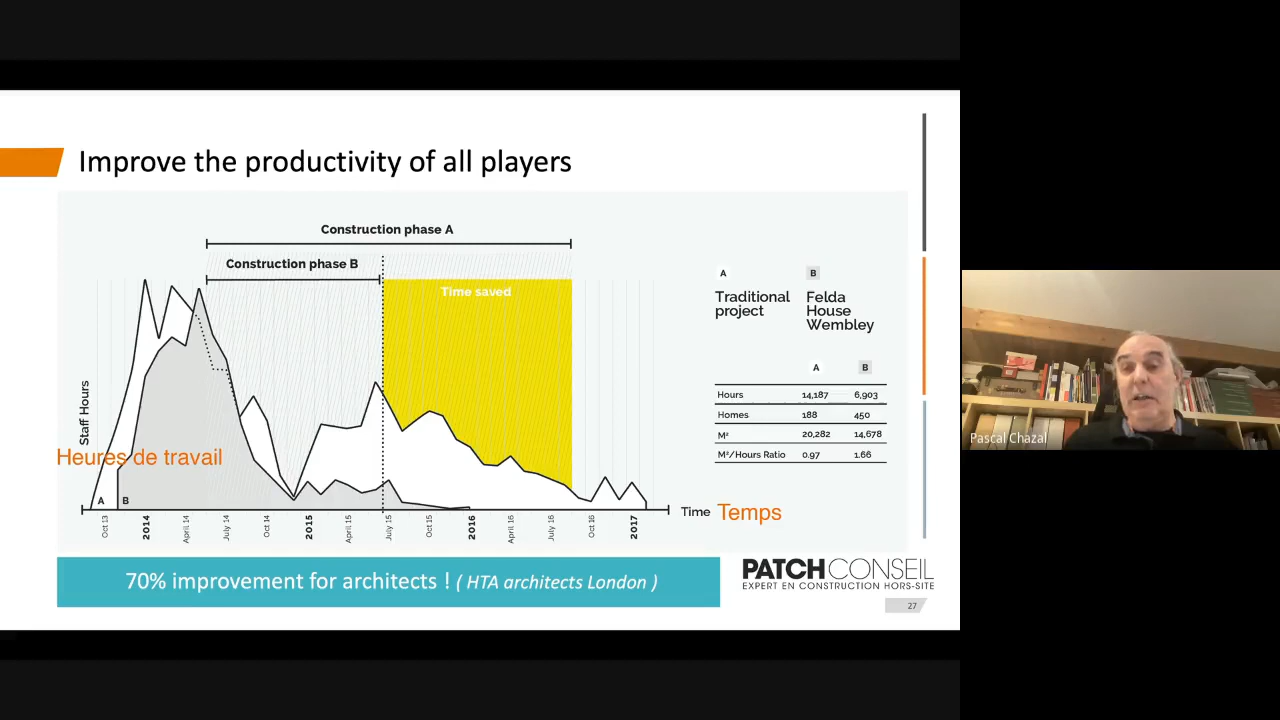 Improve the productivity of all players
Construction phase A
Construction phase B
Time saved
Staff Hours
Heures de travail
A
B
Oct 13
2014
April 14
July 14
Oct 14
2015
April 15
July 15
Oct 15
2016
April 16
July 16
Oct 16
2017
Time
Temps
A
B
Traditional project
Felda House Wembley
A B
Hours 14,187 6,903
Homes 188 450
M² 20,282 14,678
M²/Hours Ratio 0.97 1.66
70% improvement for architects ! ( HTA architects London )
PATCH CONSEIL
EXPERT EN CONSTRUCTION HORS-SITE
27
Pascal Chazal